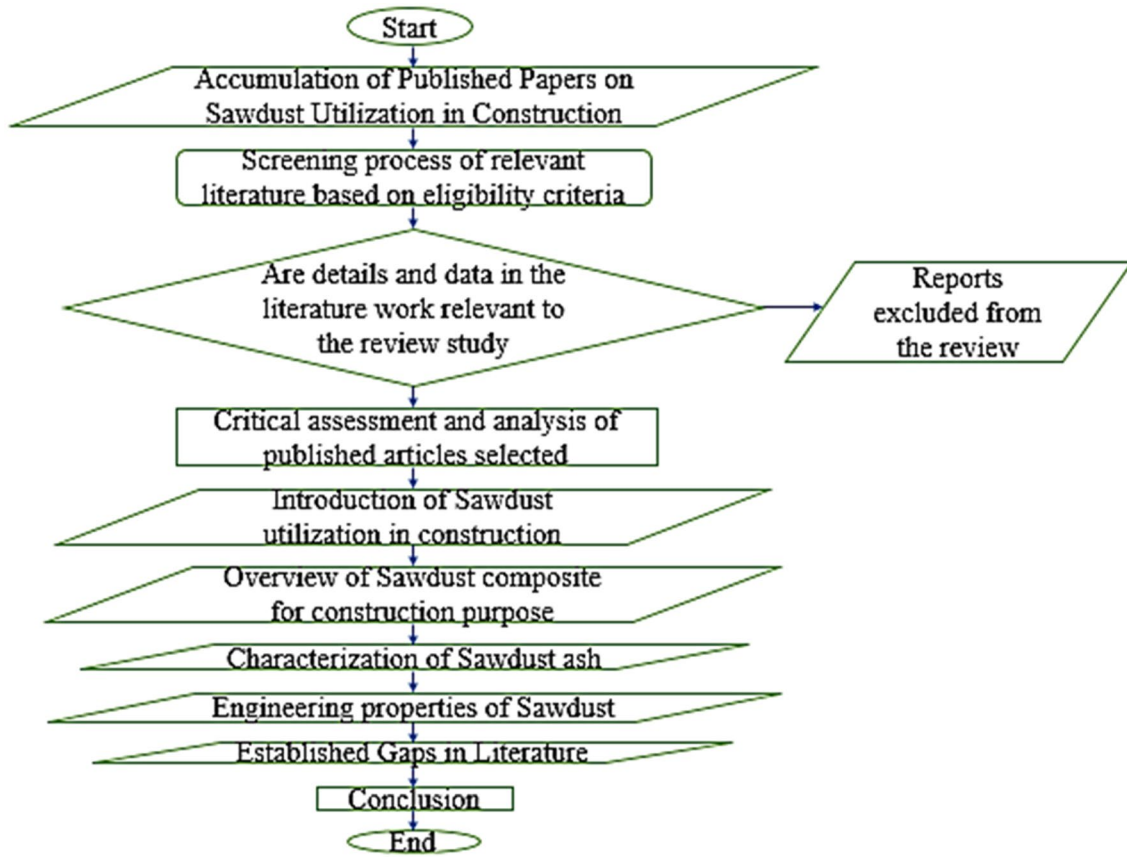 Start
Accumulation of Published Papers on
Sawdust Utilization in Construction
Screening process of relevant
literature based on eligibility criteria
Are details and data in the
literature work relevant to
the review study
Reports
excluded from
the review
Critical assessment and analysis of
published articles selected
Introduction of Sawdust
utilization in construction
Overview of Sawdust composite
for construction purpose
Characterization of Sawdust ash
Engineering properties of Sawdust
Established Gaps in Literature
Conclusion
End